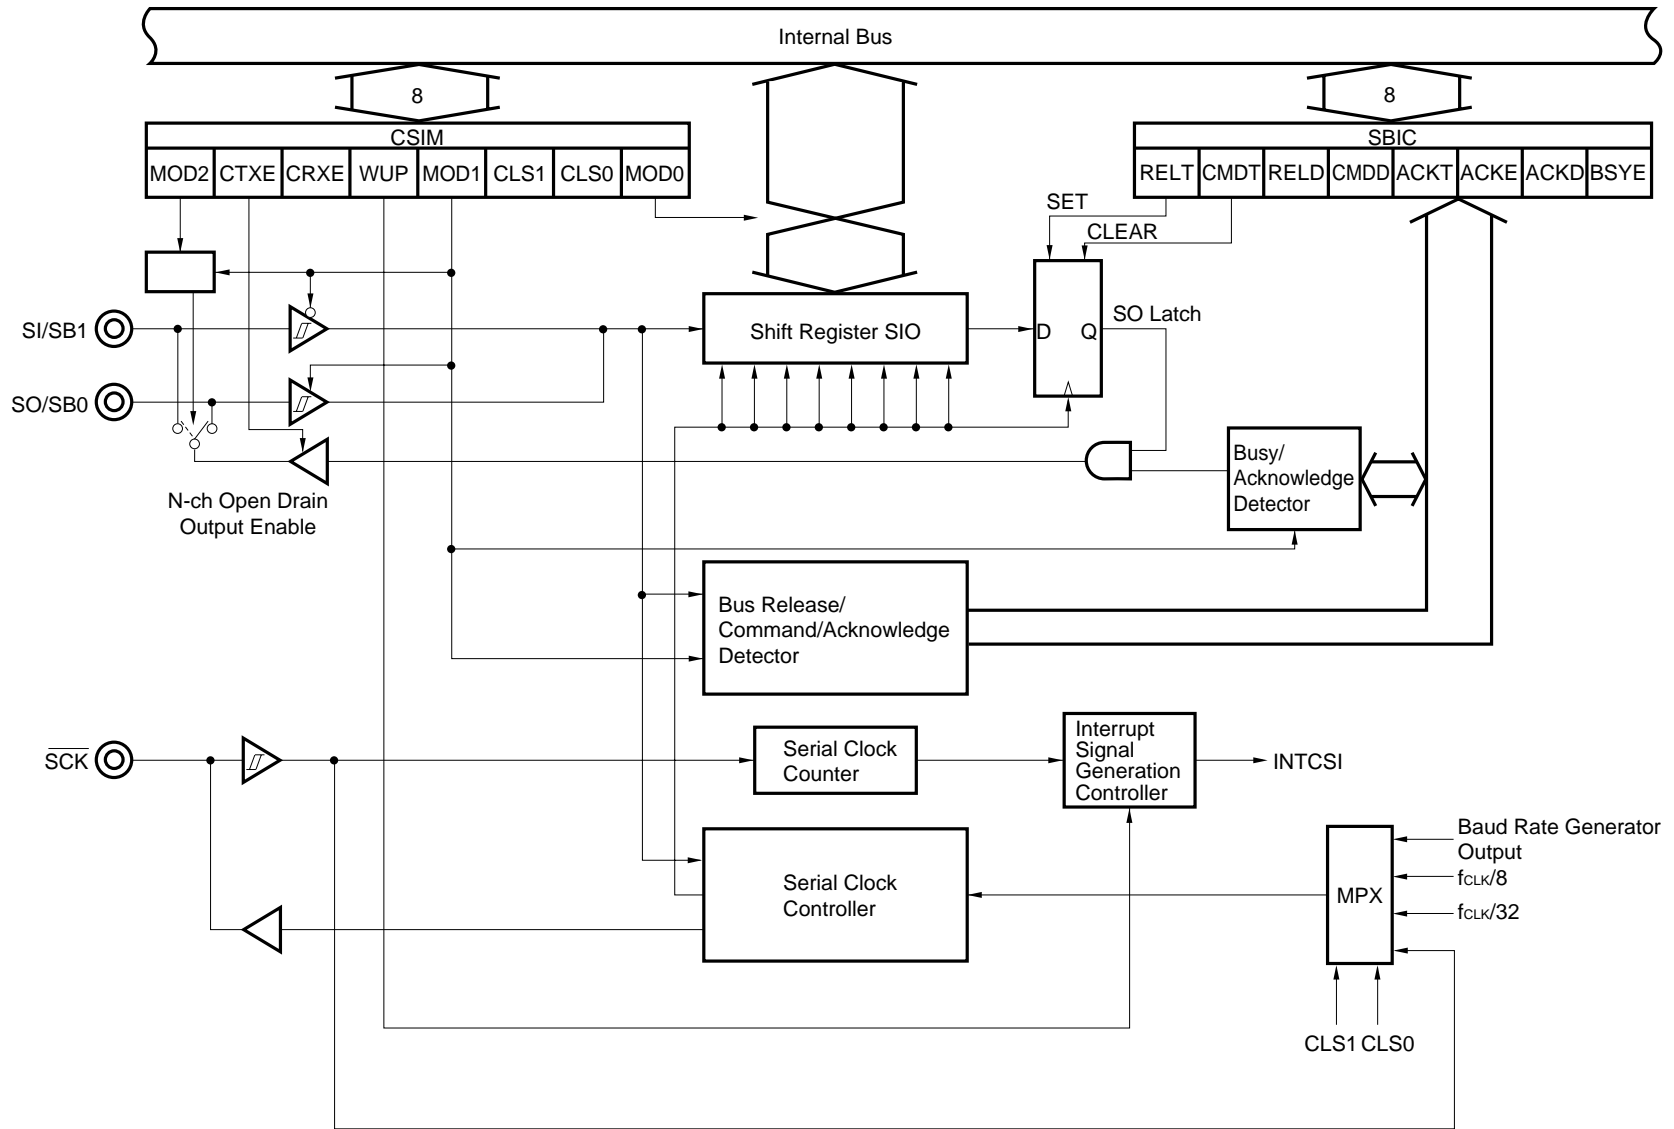 Internal Bus
8
8
CSIM
SBIC
MOD2 CTXE CRXE WUP MOD1 CLS1 CLS0 MOD0
RELT CMDT RELD CMDD ACKT ACKE ACKD BSYE
SET
CLEAR
SI/SB1
Shift Register SIO
D
Q
SO Latch
SO/SB0
N-ch Open Drain
Output Enable
Busy/
Acknowledge
Detector
Bus Release/
Command/Acknowledge
Detector
SCK
Serial Clock
Counter
Interrupt
Signal
Generation
Controller
INTCSI
Serial Clock
Controller
MPX
Baud Rate Generator
Output
fCLK/8
fCLK/32
CLS1 CLS0